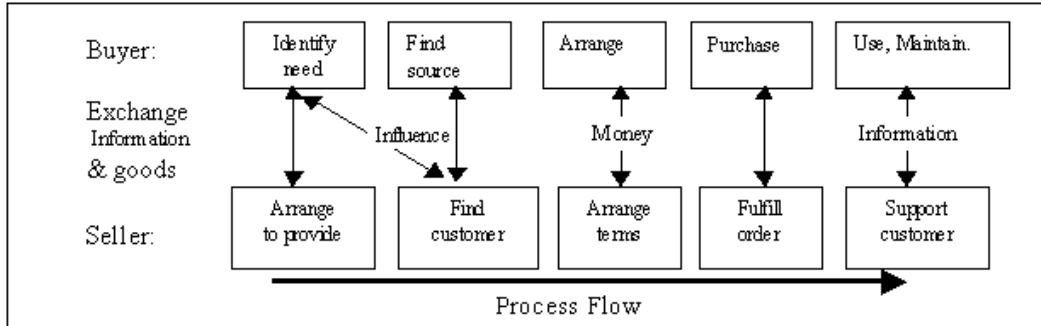 Buyer:
Identify
need
Find
source
Arrange
Purchase
Use, Maintain.
Exchange
Information
& goods
Influence
Money
Information
Seller:
Arrange
to provide
Find
customer
Arrange
terms
Fulfill
order
Support
customer
Process Flow